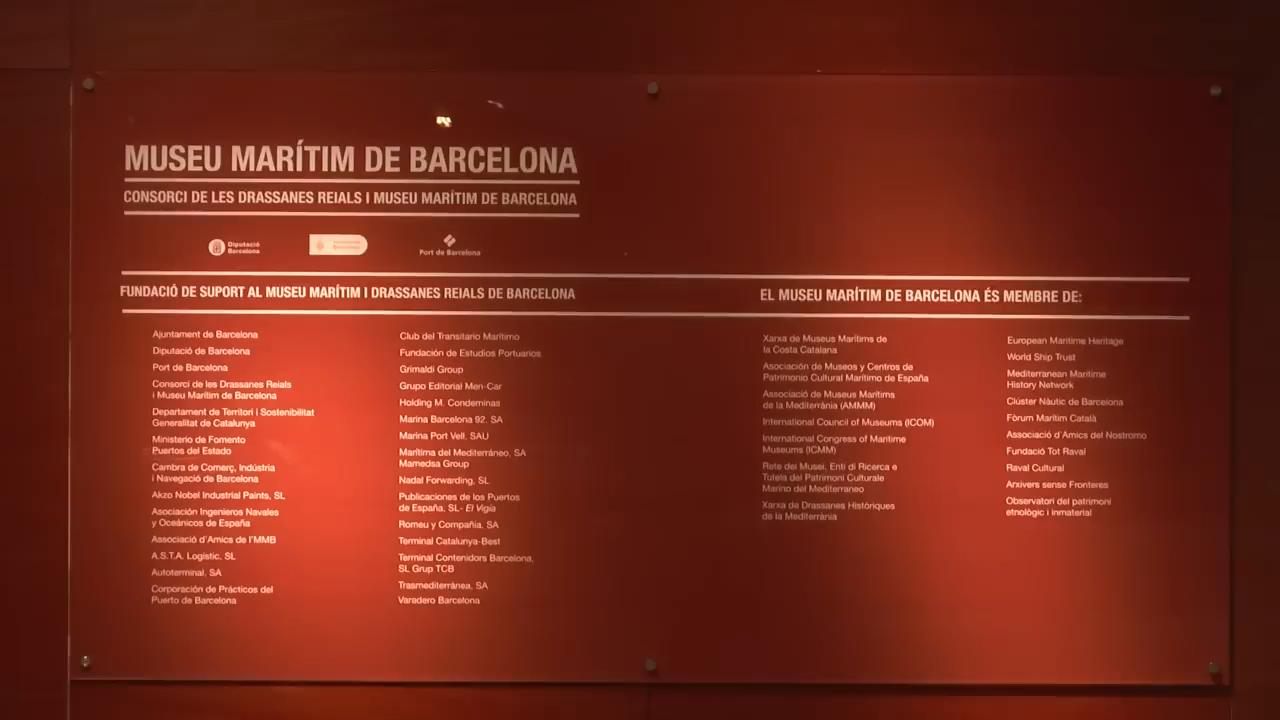 MUSEU MARÍTIM DE BARCELONA
CONSORCI DE LES DRASSANES REIALS I MUSEU MARÍTIM DE BARCELONA
Diputació
Barcelona
Port de Barcelona
FUNDACIÓ DE SUPORT AL MUSEU MARÍTIM I DRASSANES REIALS DE BARCELONA
Ajuntament de Barcelona
Diputació de Barcelona
Port de Barcelona
Consorci de les Drassanes Reials
i Museu Marítim de Barcelona
Departament de Territori i Sostenibilitat
Generalitat de Catalunya
Ministerio de Fomento
Puertos del Estado
Cambra de Comerç, Indústria
i Navegació de Barcelona
Akzo Nobel Industrial Paints, SL
Asociación Ingenieros Navales
y Oceánicos de España
Associació d'Amics de l'MMB
A.S.T.A. Logistic, SL
Autoterminal, SA
Corporación de Prácticos del
Puerto de Barcelona
Club del Transitario Marítimo
Fundación de Estudios Portuarios
Grimaldi Group
Grupo Editorial Men-Car
Holding M. Condeminas
Marina Barcelona 92, SA
Marina Port Vell, SAU
Marítima del Mediterráneo, SA
Mamedsa Group
Nadal Forwarding, SL
Publicaciones de los Puertos
de España, SL- El Vigía
Romeu y Compañia, SA
Terminal Catalunya-Best
Terminal Contenidors Barcelona,
SL Grup TCB
Trasmediterránea, SA
Varadero Barcelona
EL MUSEU MARÍTIM DE BARCELONA ÉS MEMBRE DE:
Xarxa de Museus Marítims de
la Costa Catalana
Asociación de Museos y Centros de
Patrimonio Cultural Marítimo de España
Associació de Museus Marítims
de la Mediterrània (AMMM)
International Council of Museums (ICOM)
International Congress of Maritime
Museums (ICMM)
Rete dei Musei, Enti di Ricerca e
Tutela del Patrimoni Culturale
Marino del Mediterraneo
Xarxa de Drassanes Històriques
de la Mediterrània
European Maritime Heritage
World Ship Trust
Mediterranean Maritime
History Network
Clúster Nàutic de Barcelona
Fòrum Marítim Català
Associació d'Amics del Nostromo
Fundació Tot Raval
Raval Cultural
Arxivers sense Fronteres
Observatori del patrimoni
etnològic i inmaterial